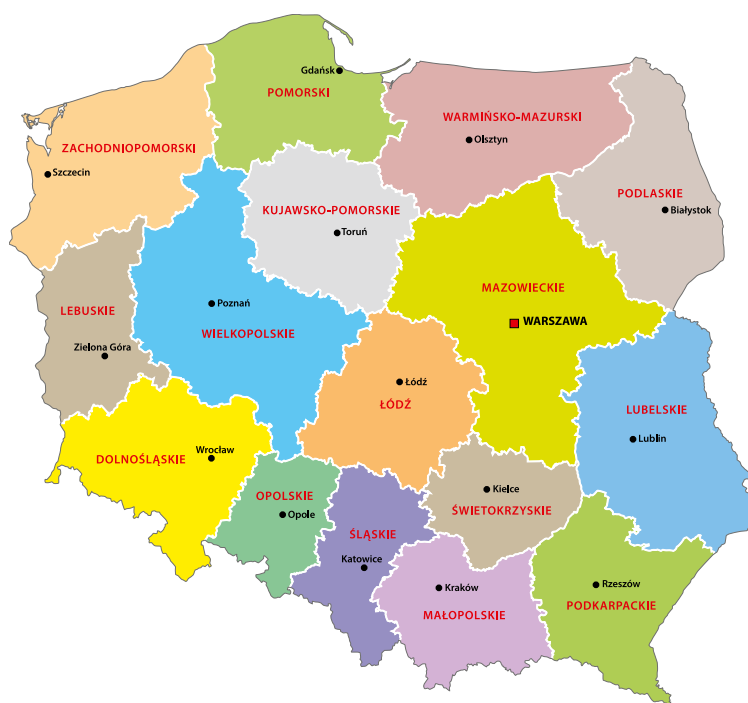 Gdańsk
POMORSKI
WARMIŃSKO-MAZURSKI
Olsztyn
ZACHODNIOPOMORSKI
Szczecin
PODLASKIE
Białystok
KUJAWSKO-POMORSKIE
Toruń
MAZOWIECKIE
WARSZAWA
LEBUSKIE
Zielona Góra
Poznań
WIELKOPOLSKIE
Łódź
ŁÓDŹ
LUBELSKIE
Lublin
Wrocław
DOLNOŚLĄSKIE
OPOLSKIE
Opole
Kielce
ŚWIETOKRZYSKIE
ŚLĄSKIE
Katowice
Kraków
MAŁOPOLSKIE
Rzeszów
PODKARPACKIE